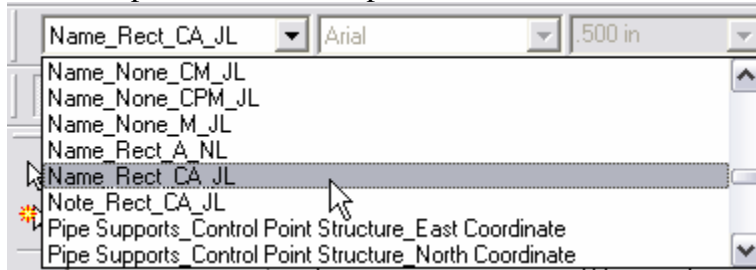 Name_Rect_CA_JL Arial .500 in
Name_None_CM_JL
Name_None_CPM_JL
Name_None_M_JL
Name_Rect_A_NL
Name_Rect_CA_JL
Note_Rect_CA_JL
Pipe Supports_Control Point Structure_East Coordinate
Pipe Supports_Control Point Structure_North Coordinate